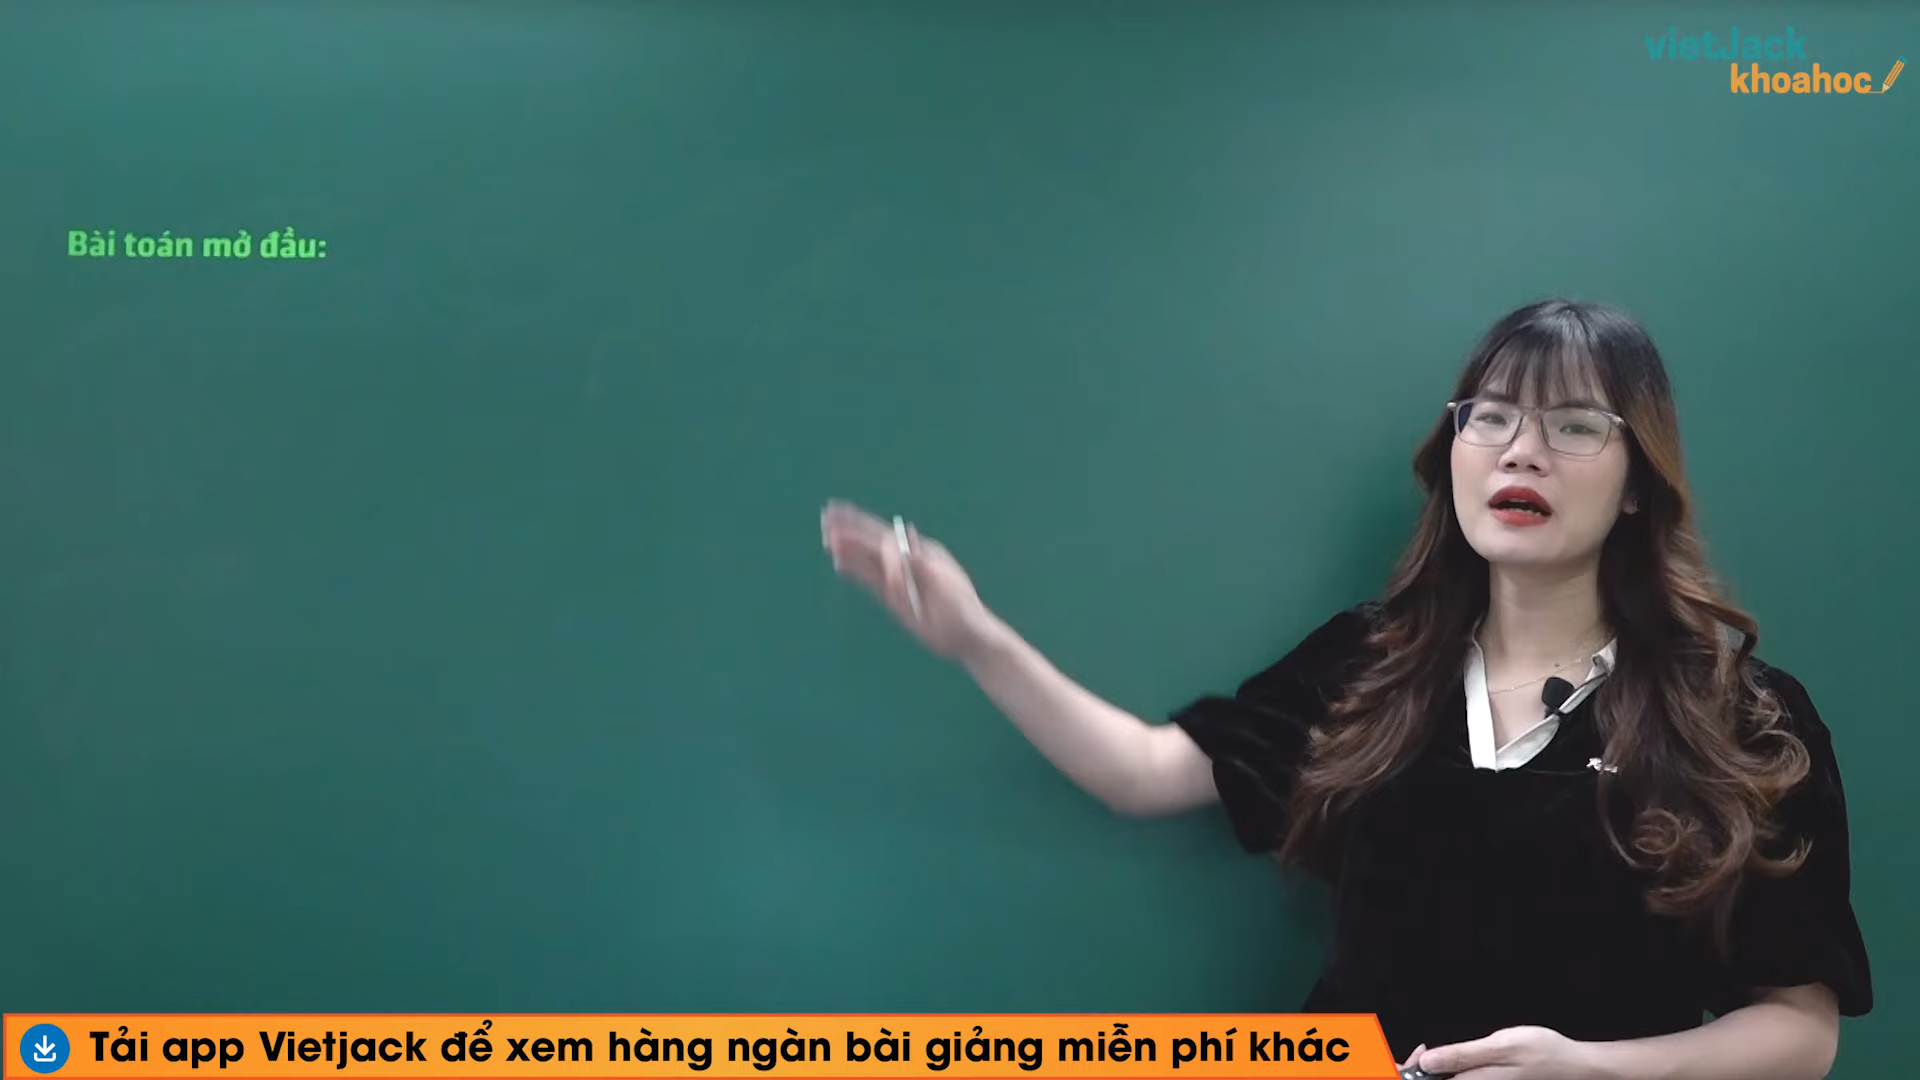 vietJack
khoahoc
Bài toán mở đầu:
Tải app Vietjack để xem hàng ngàn bài giảng miễn phí khác